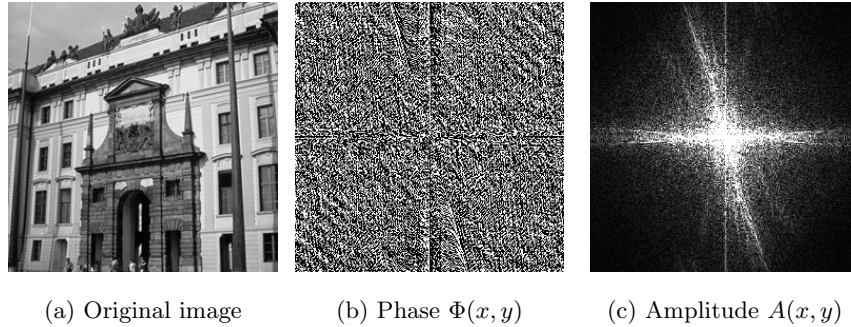 (a) Original image (b) Phase Φ(x, y) (c) Amplitude A(x, y)